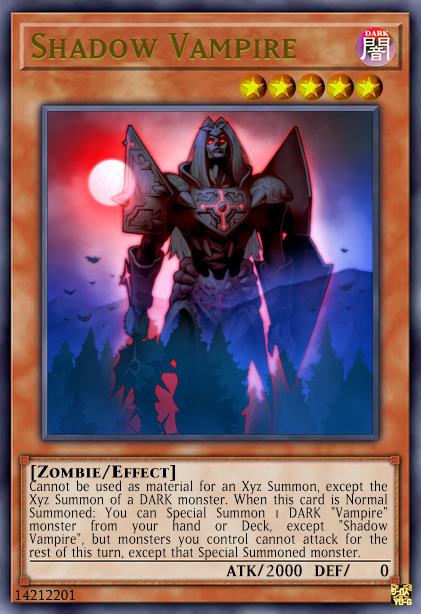 Shadow Vampire
DARK
闇
[Zombie/Effect]
Cannot be used as material for an Xyz Summon, except the
Xyz Summon of a DARK monster. When this card is Normal
Summoned: You can Special Summon 1 DARK "Vampire"
monster from your hand or Deck, except "Shadow
Vampire", but monsters you control cannot attack for the
rest of this turn, except that Special Summoned monster.
ATK/2000 DEF/ 0
14212201